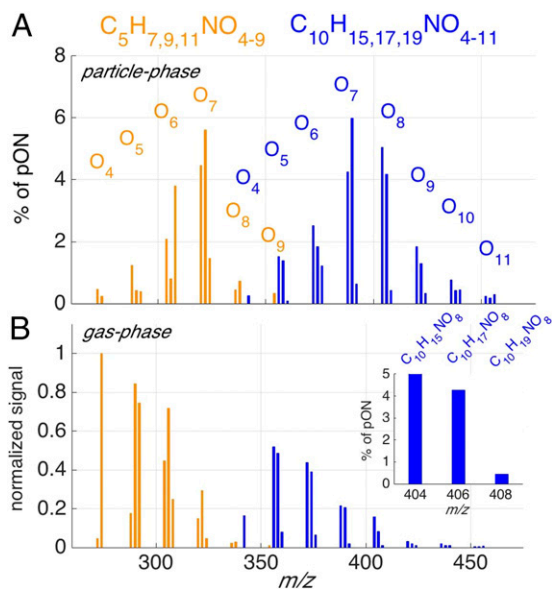 A
C5H7,9,11NO4-9 C10H15,17,19NO4-11
particle-phase
% of pON
8
6
4
2
0
O4
O5
O6
O7
O8
O9
O4
O5
O6
O7
O8
O9
O10
O11
B
gas-phase
normalized signal
1
0.8
0.6
0.4
0.2
0
300 350 400 450
m/z
C10H15NO8
C10H17NO8
C10H19NO8
% of pON
5
4
3
2
1
0
404 406 408
m/z